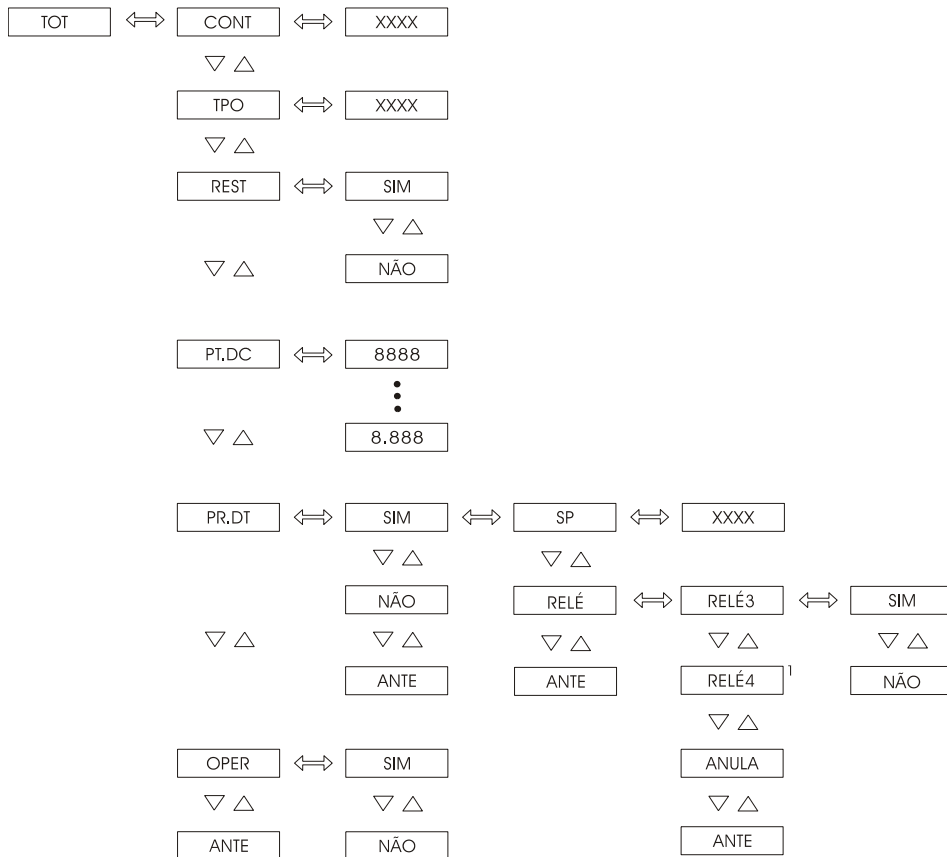 TOT CONT XXXX
TPO XXXX
REST SIM
NÃO
PT.DC 8888
8.888
PR.DT SIM SP XXXX
NÃO RELÉ RELÉ3 SIM
ANTE ANTE RELÉ4 1 NÃO
OPER SIM ANULA
ANTE NÃO ANTE